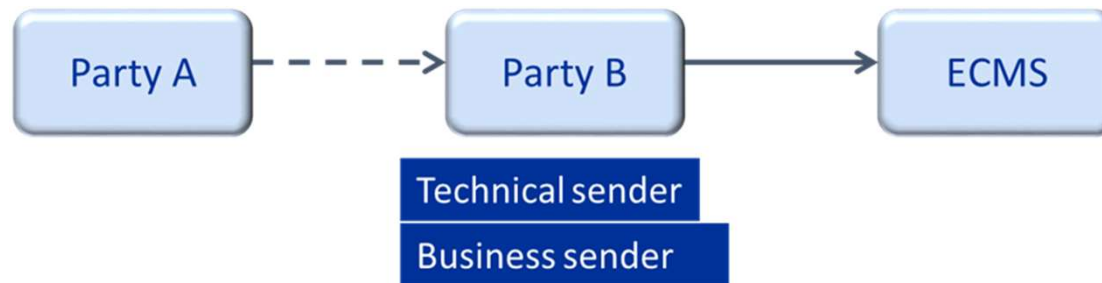 Party A
Party B
ECMS
Technical sender
Business sender